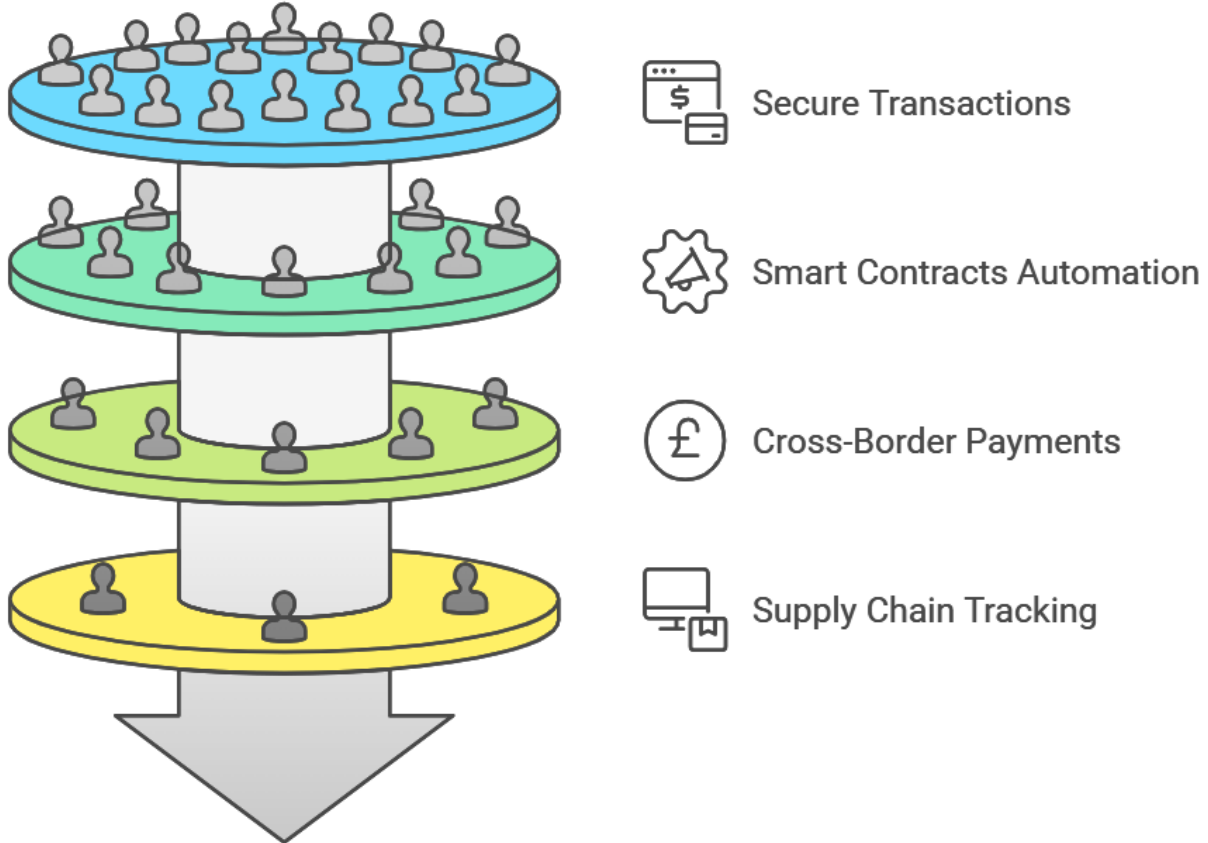 Secure Transactions
Smart Contracts Automation
Cross-Border Payments
Supply Chain Tracking